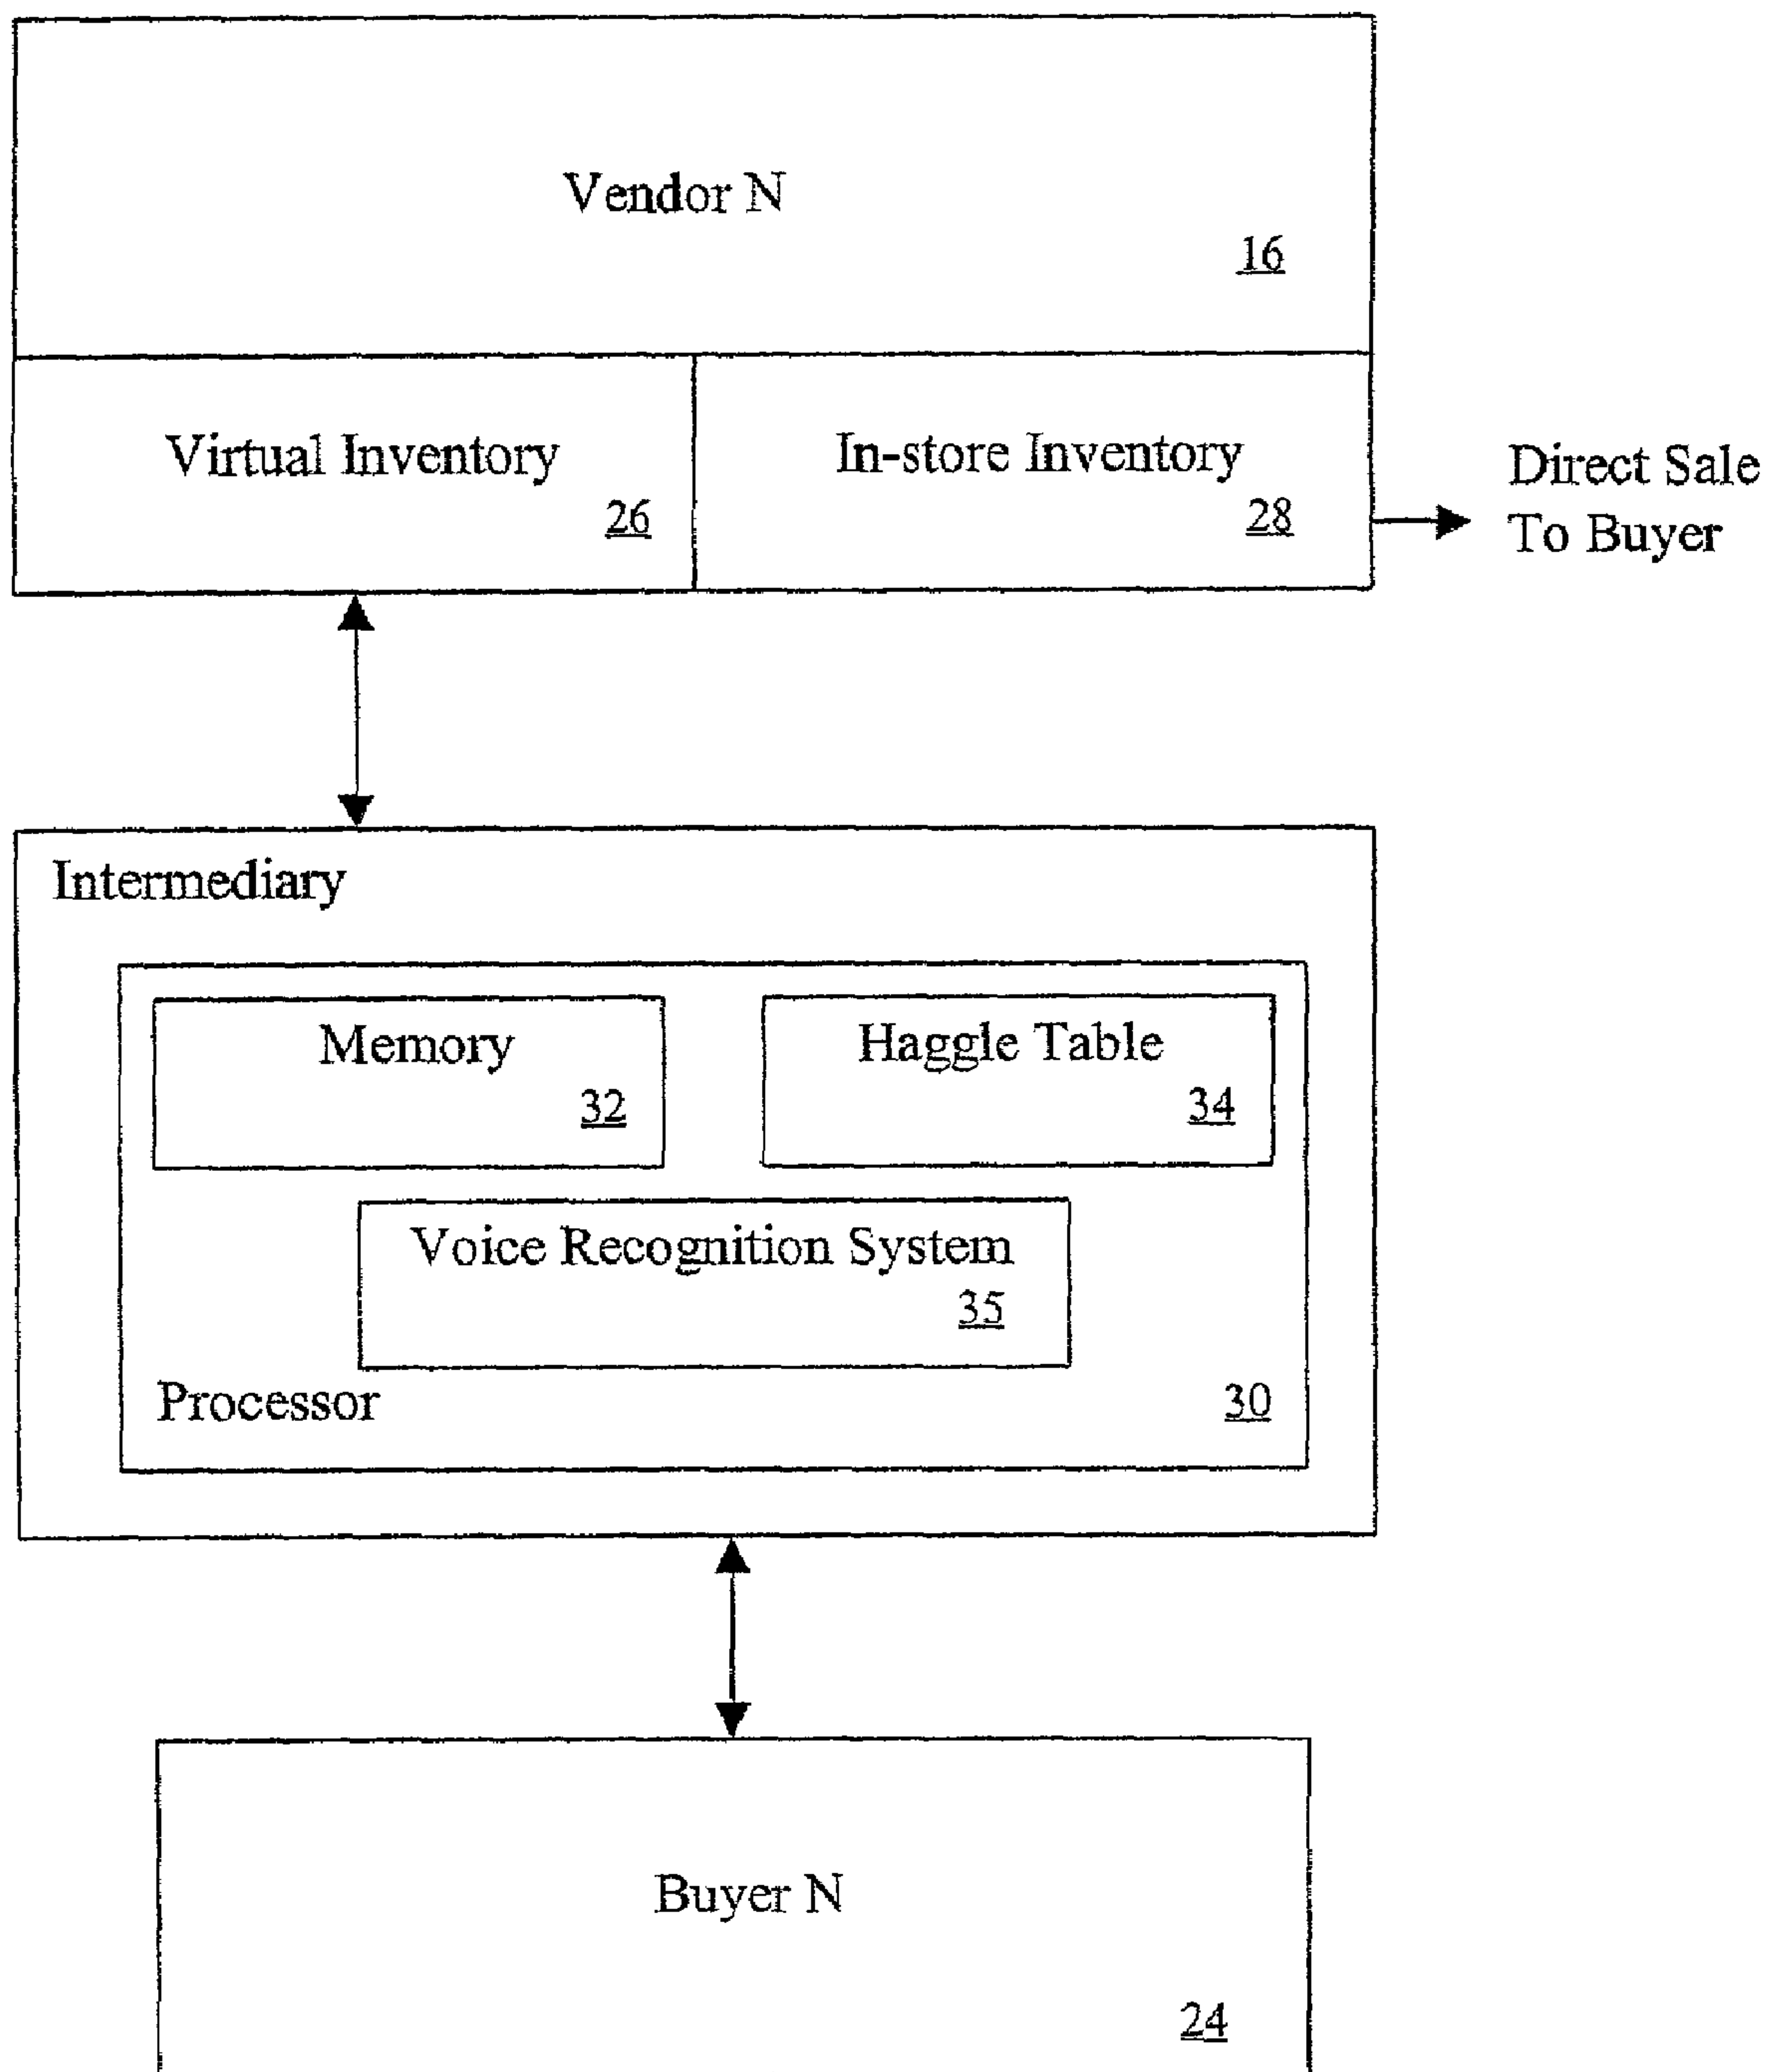 Vendor N
16
Virtual Inventory
26
In-store Inventory
28
Direct Sale
To Buyer
Intermediary
Memory
32
Haggle Table
34
Voice Recognition System
35
Processor
30
Buyer N
24